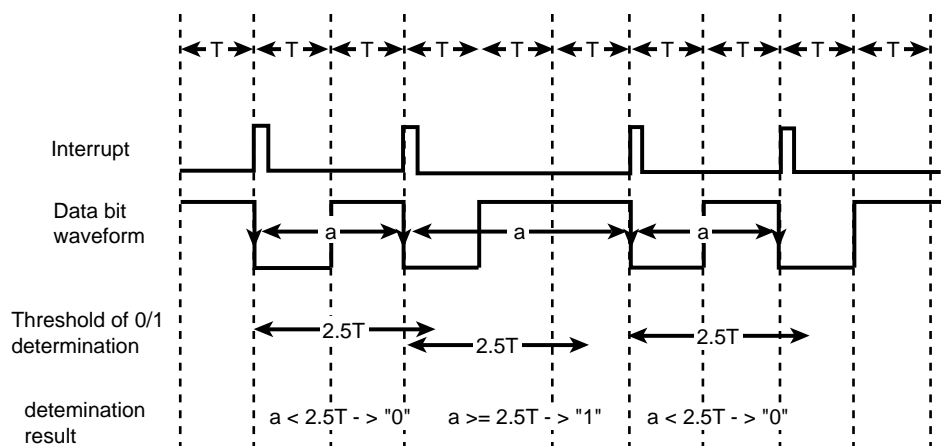 T T T T T T T T T T
Interrupt
Data bit
waveform
a a a
Threshold of 0/1
determination
2.5T 2.5T 2.5T
detemination
result
a < 2.5T - > "0" a >= 2.5T - > "1" a < 2.5T - > "0"